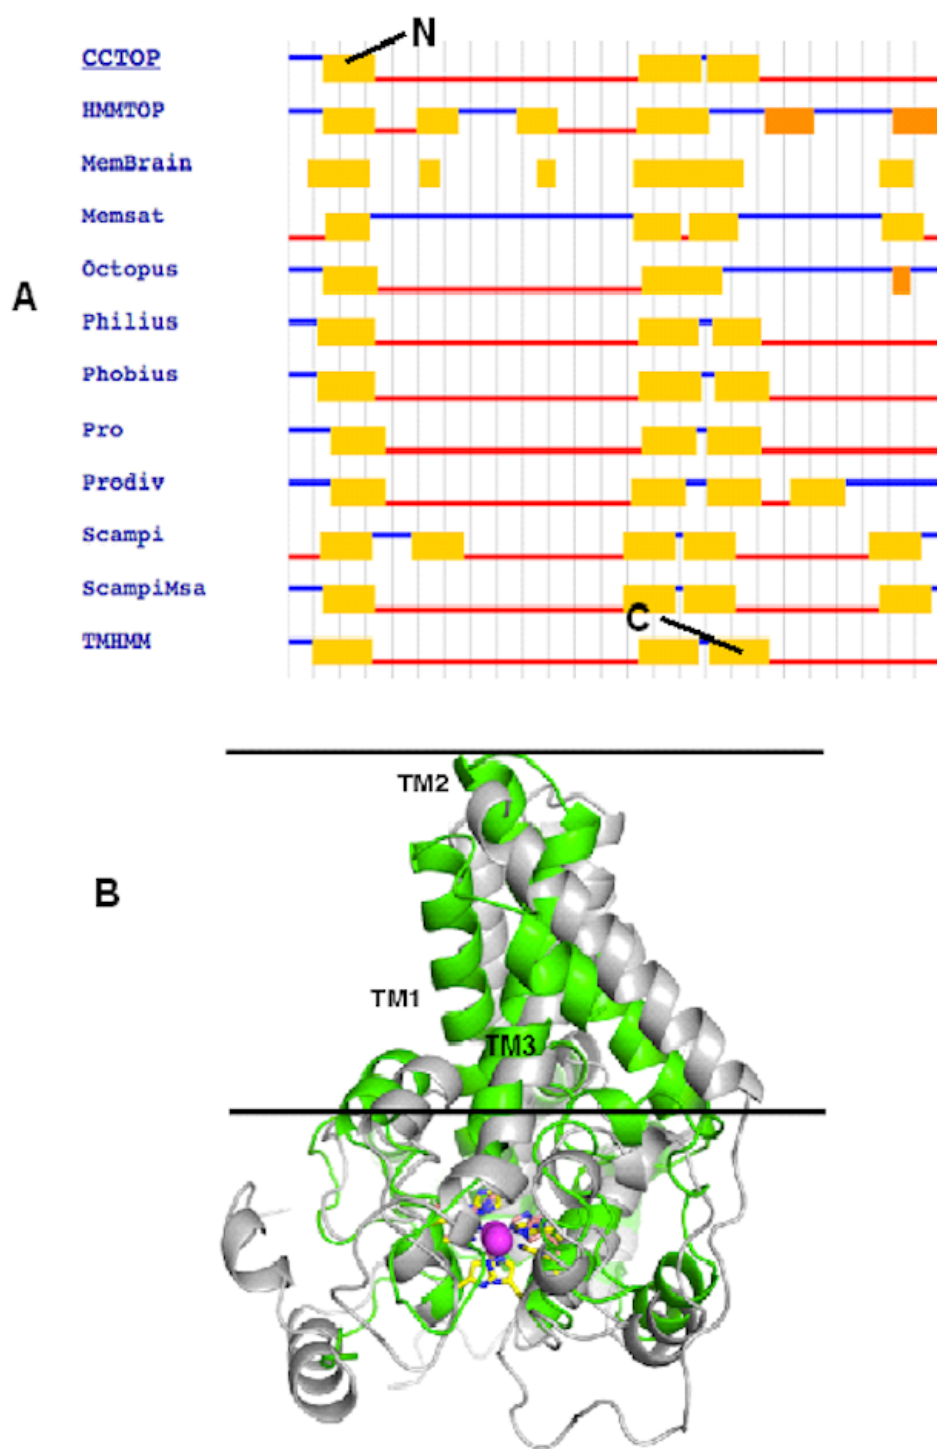 N
CCTOP
HMMTOP
MemBrain
Memsat
Octopus
A
Philius
Phobius
Pro
Prodiv
Scampi
ScampiMsa
C
TMHMM
TM2
B
TM1
TM3